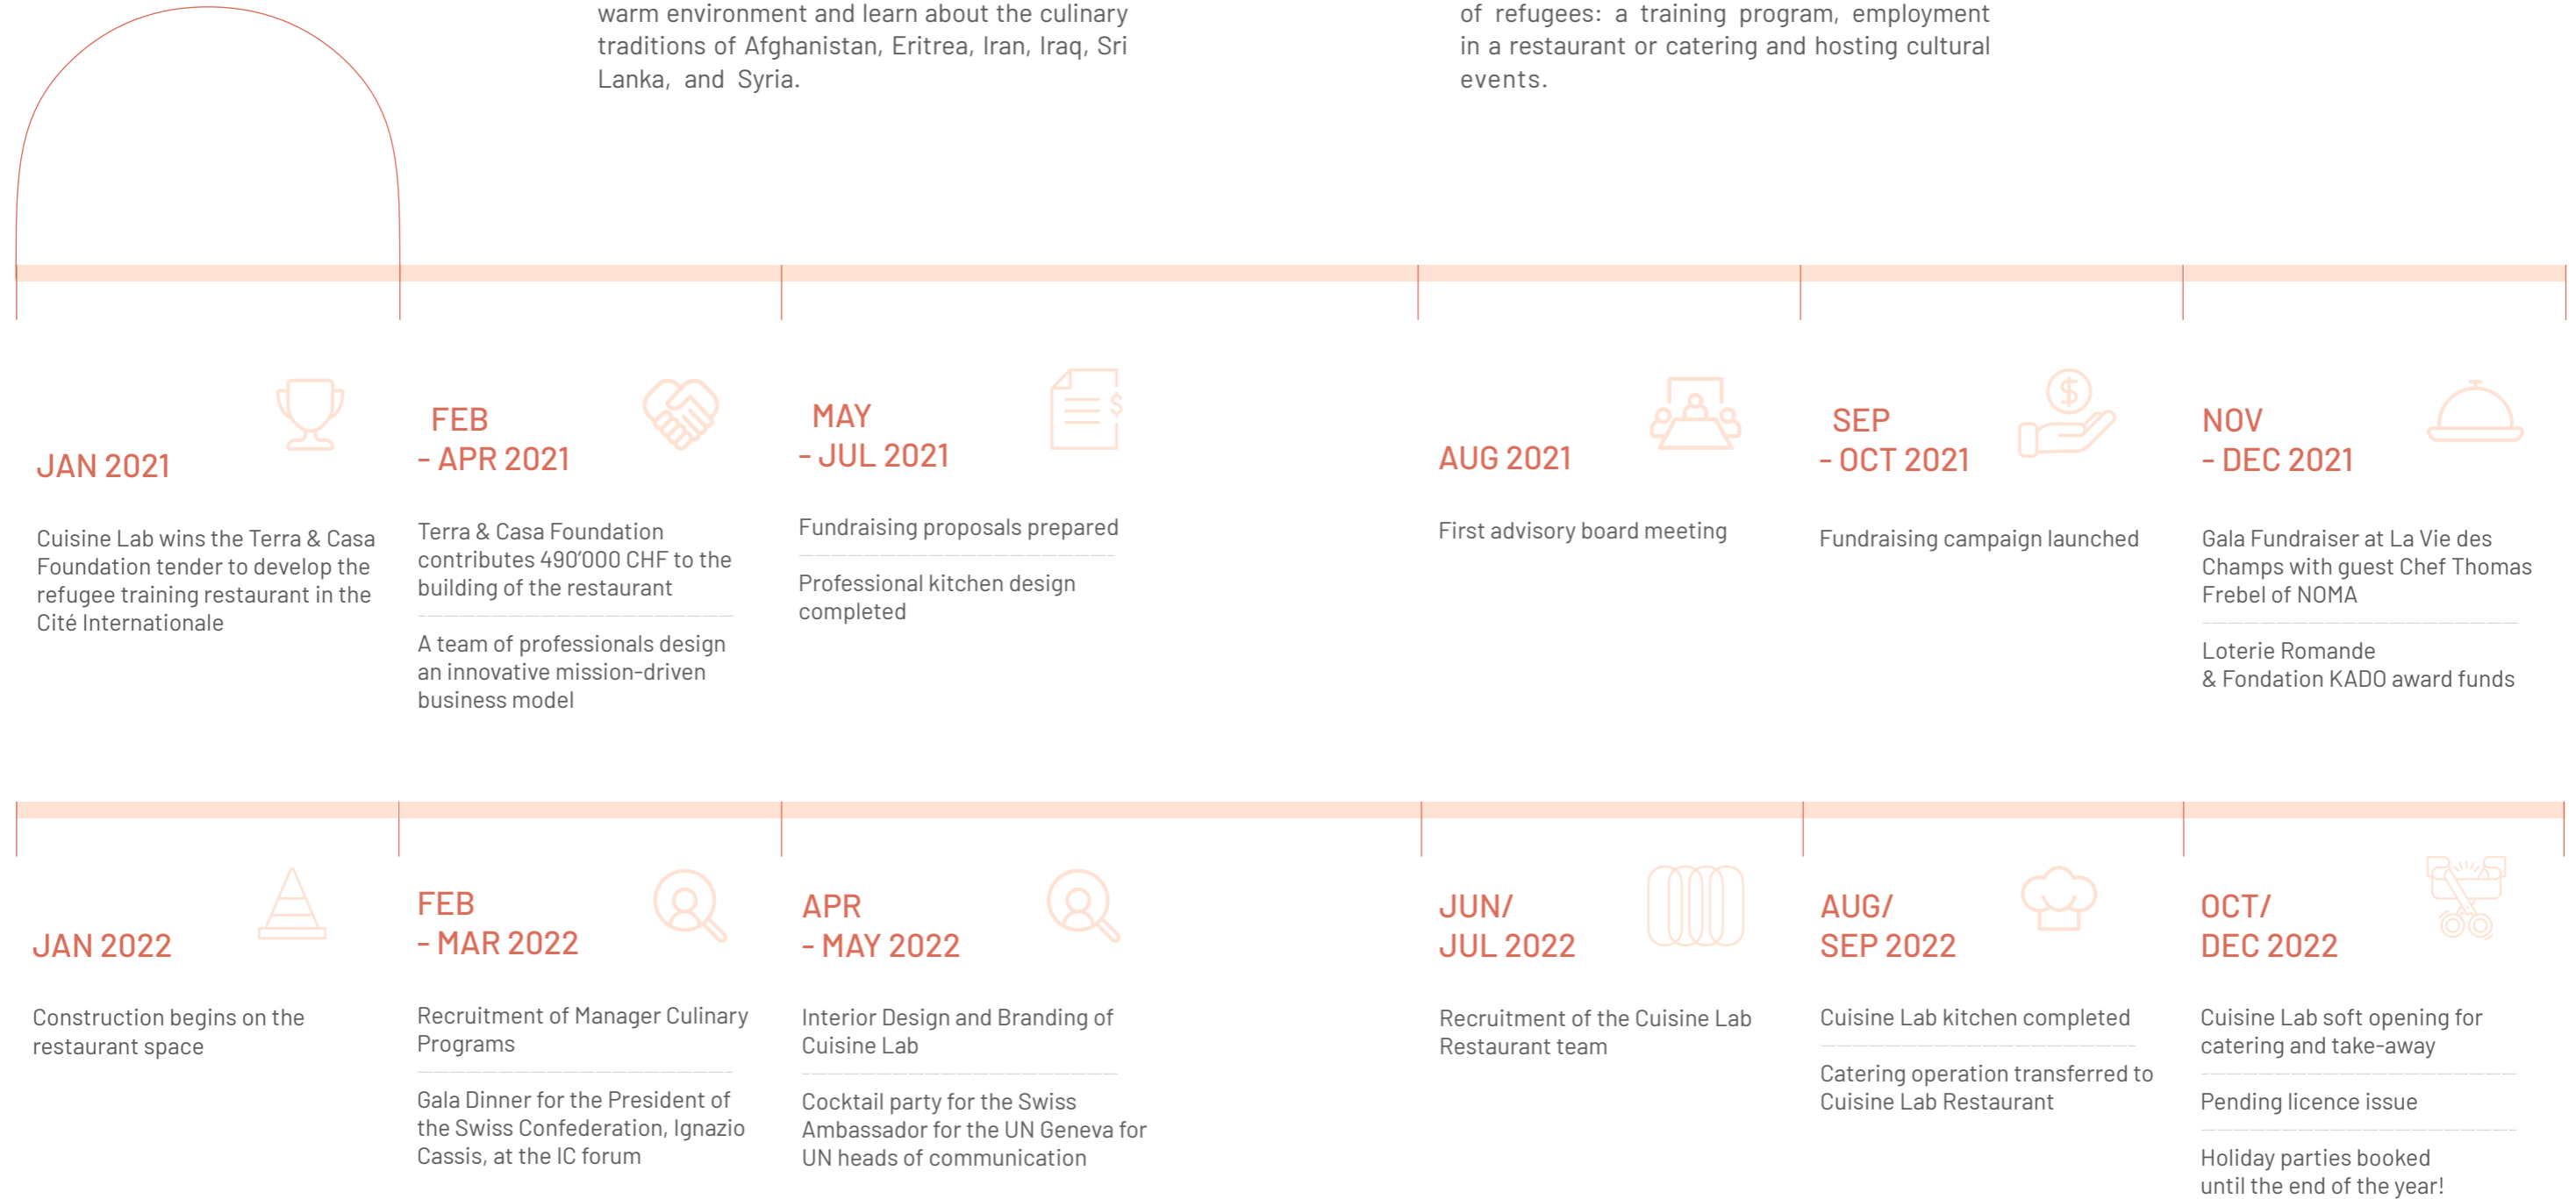 warm environment and learn about the culinary
traditions of Afghanistan, Eritrea, Iran, Iraq, Sri
Lanka, and Syria.
of refugees: a training program, employment
in a restaurant or catering and hosting cultural
events.
JAN 2021
Cuisine Lab wins the Terra & Casa
Foundation tender to develop the
refugee training restaurant in the
Cité Internationale
FEB
- APR 2021
Terra & Casa Foundation
contributes 490'000 CHF to the
building of the restaurant
A team of professionals design
an innovative mission-driven
business model
MAY
- JUL 2021
Fundraising proposals prepared
Professional kitchen design
completed
AUG 2021
First advisory board meeting
SEP
- OCT 2021
Fundraising campaign launched
NOV
- DEC 2021
Gala Fundraiser at La Vie des
Champs with guest Chef Thomas
Frebel of NOMA
Loterie Romande
& Fondation KADO award funds
JAN 2022
Construction begins on the
restaurant space
FEB
- MAR 2022
Recruitment of Manager Culinary
Programs
Gala Dinner for the President of
the Swiss Confederation, Ignazio
Cassis, at the IC forum
APR
- MAY 2022
Interior Design and Branding of
Cuisine Lab
Cocktail party for the Swiss
Ambassador for the UN Geneva for
UN heads of communication
JUN/
JUL 2022
Recruitment of the Cuisine Lab
Restaurant team
AUG/
SEP 2022
Cuisine Lab kitchen completed
Catering operation transferred to
Cuisine Lab Restaurant
OCT/
DEC 2022
Cuisine Lab soft opening for
catering and take-away
Pending licence issue
Holiday parties booked
until the end of the year!